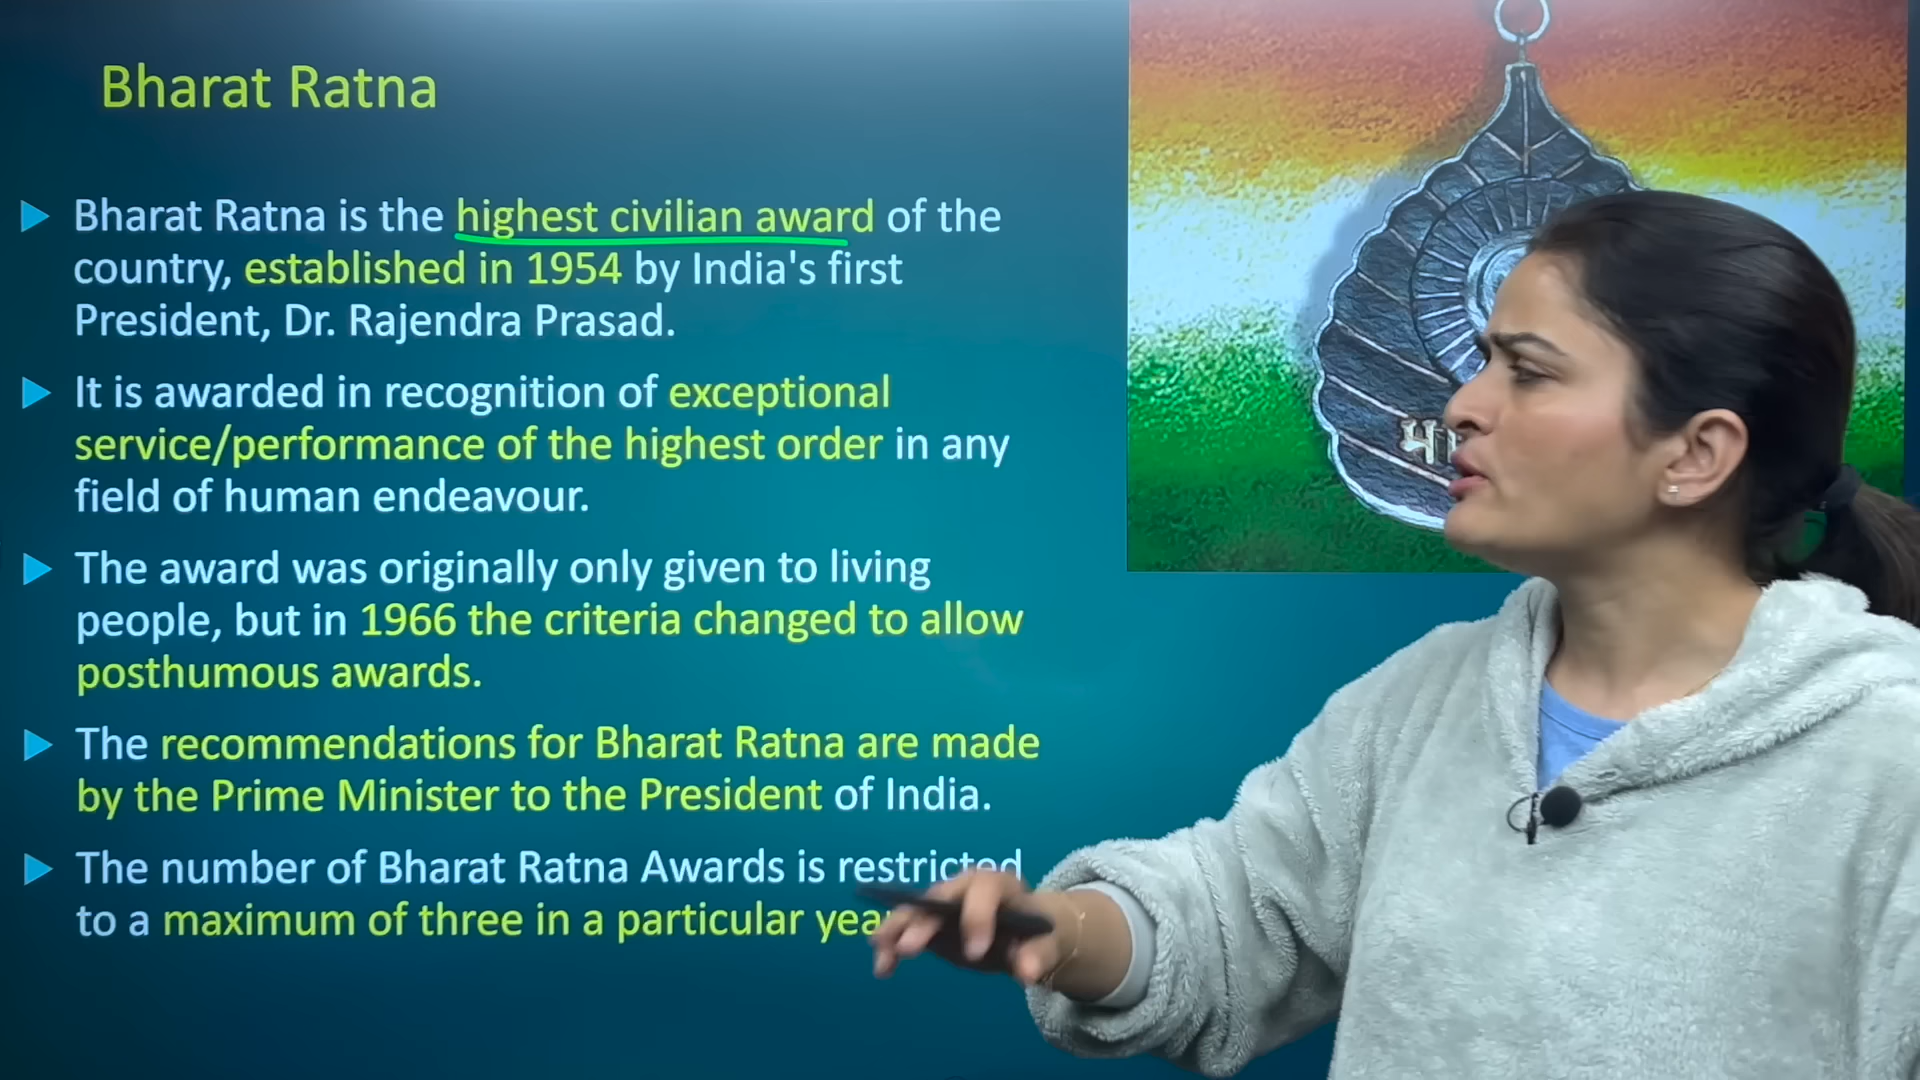 Bharat Ratna
Bharat Ratna is the highest civilian award of the
country, established in 1954 by India's first
President, Dr. Rajendra Prasad.
It is awarded in recognition of exceptional
service/performance of the highest order in any
field of human endeavour.
The award was originally only given to living
people, but in 1966 the criteria changed to allow
posthumous awards.
The recommendations for Bharat Ratna are made
by the Prime Minister to the President of India.
The number of Bharat Ratna Awards is restricted
to a maximum of three in a particular year